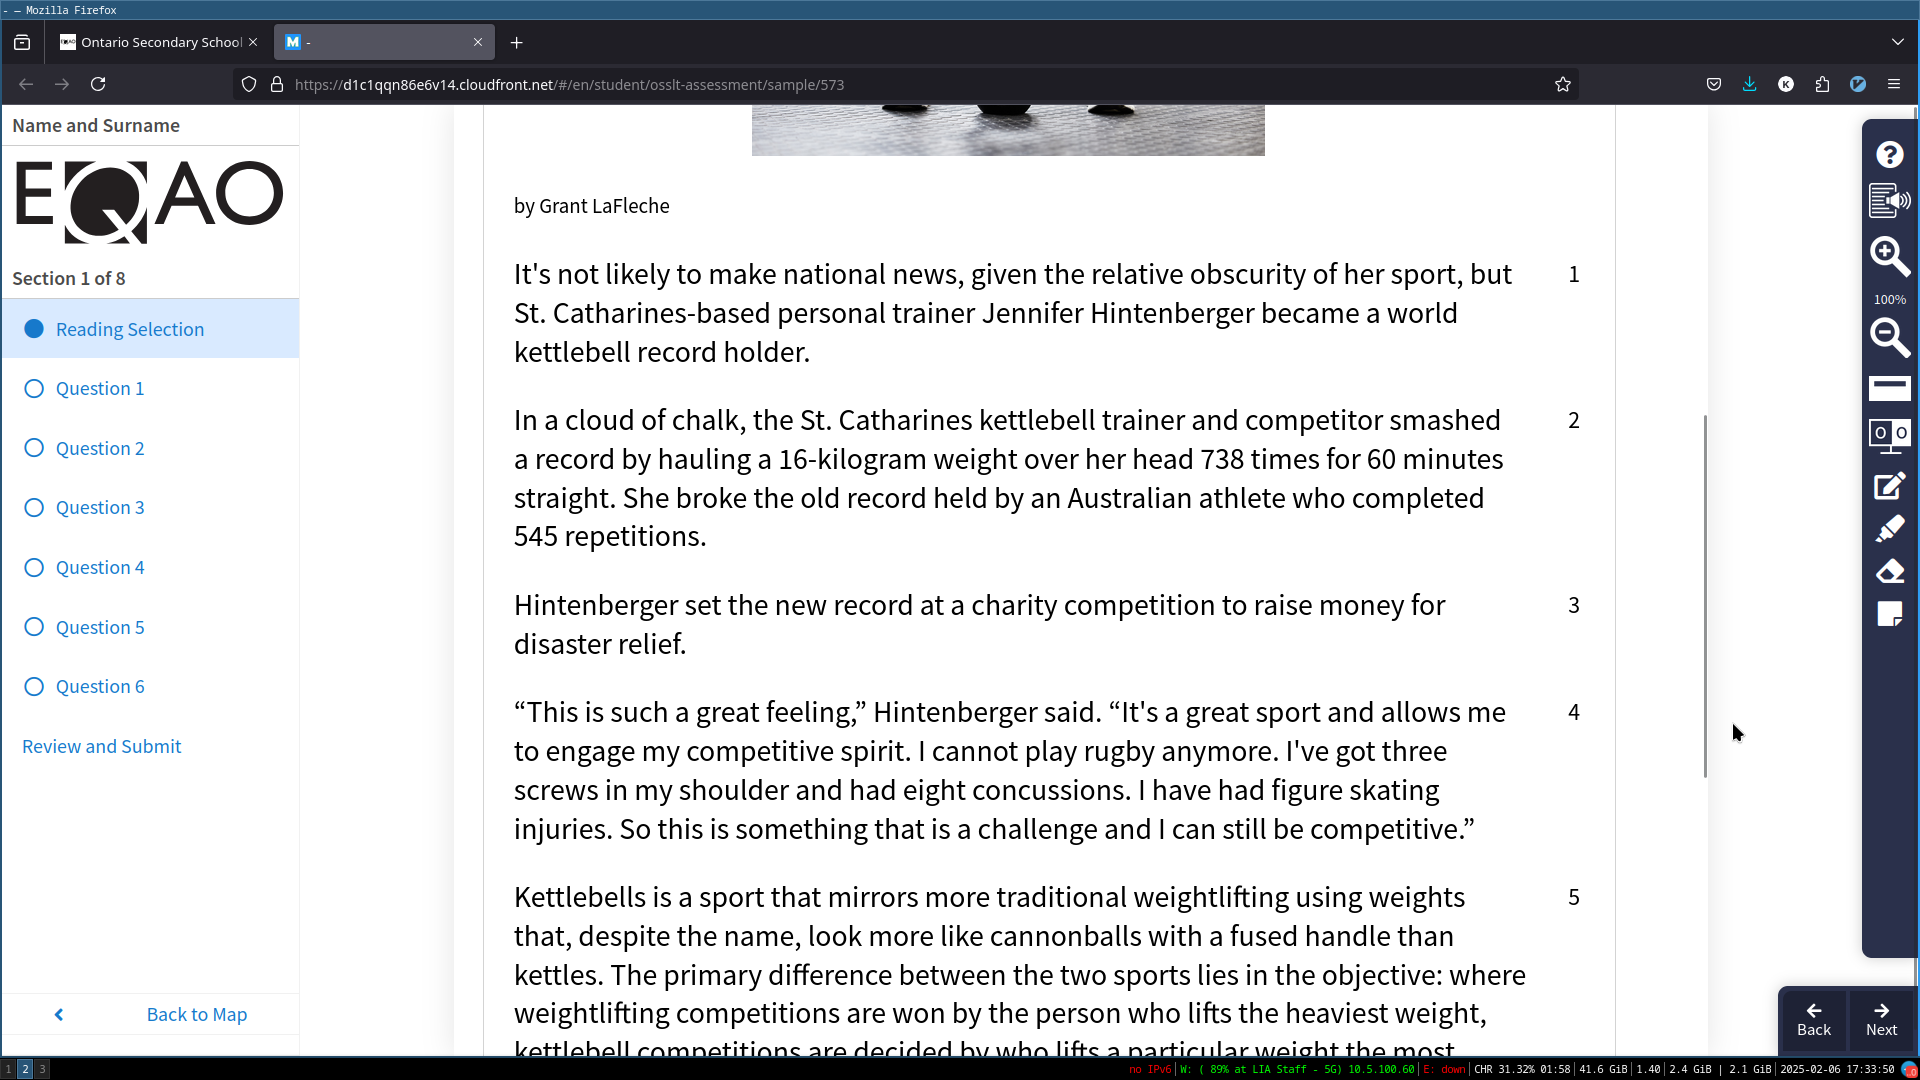 - — Mozilla Firefox
Ontario Secondary School
M -
https://d1c1qqn86e6v14.cloudfront.net/#/en/student/osslt-assessment/sample/573
K
Name and Surname
EQAO
Section 1 of 8
Reading Selection
Question 1
Question 2
Question 3
Question 4
Question 5
Question 6
Review and Submit
Back to Map
by Grant LaFleche
It's not likely to make national news, given the relative obscurity of her sport, but 1
St. Catharines-based personal trainer Jennifer Hintenberger became a world
kettlebell record holder.
In a cloud of chalk, the St. Catharines kettlebell trainer and competitor smashed 2
a record by hauling a 16-kilogram weight over her head 738 times for 60 minutes
straight. She broke the old record held by an Australian athlete who completed
545 repetitions.
Hintenberger set the new record at a charity competition to raise money for 3
disaster relief.
“This is such a great feeling,” Hintenberger said. “It's a great sport and allows me 4
to engage my competitive spirit. I cannot play rugby anymore. I've got three
screws in my shoulder and had eight concussions. I have had figure skating
injuries. So this is something that is a challenge and I can still be competitive.”
Kettlebells is a sport that mirrors more traditional weightlifting using weights 5
that, despite the name, look more like cannonballs with a fused handle than
kettles. The primary difference between the two sports lies in the objective: where
weightlifting competitions are won by the person who lifts the heaviest weight,
kettlebell competitions are decided by who lifts a particular weight the most
?
100%
O O
Back
Next
1 2 3
no IPv6 | W: ( 89% at LIA Staff - 5G) 10.5.100.60 | E: down | CHR 31.32% 01:58 | 41.6 GiB | 1.40 | 2.4 GiB | 2.1 GiB | 2025-02-06 17:33:50